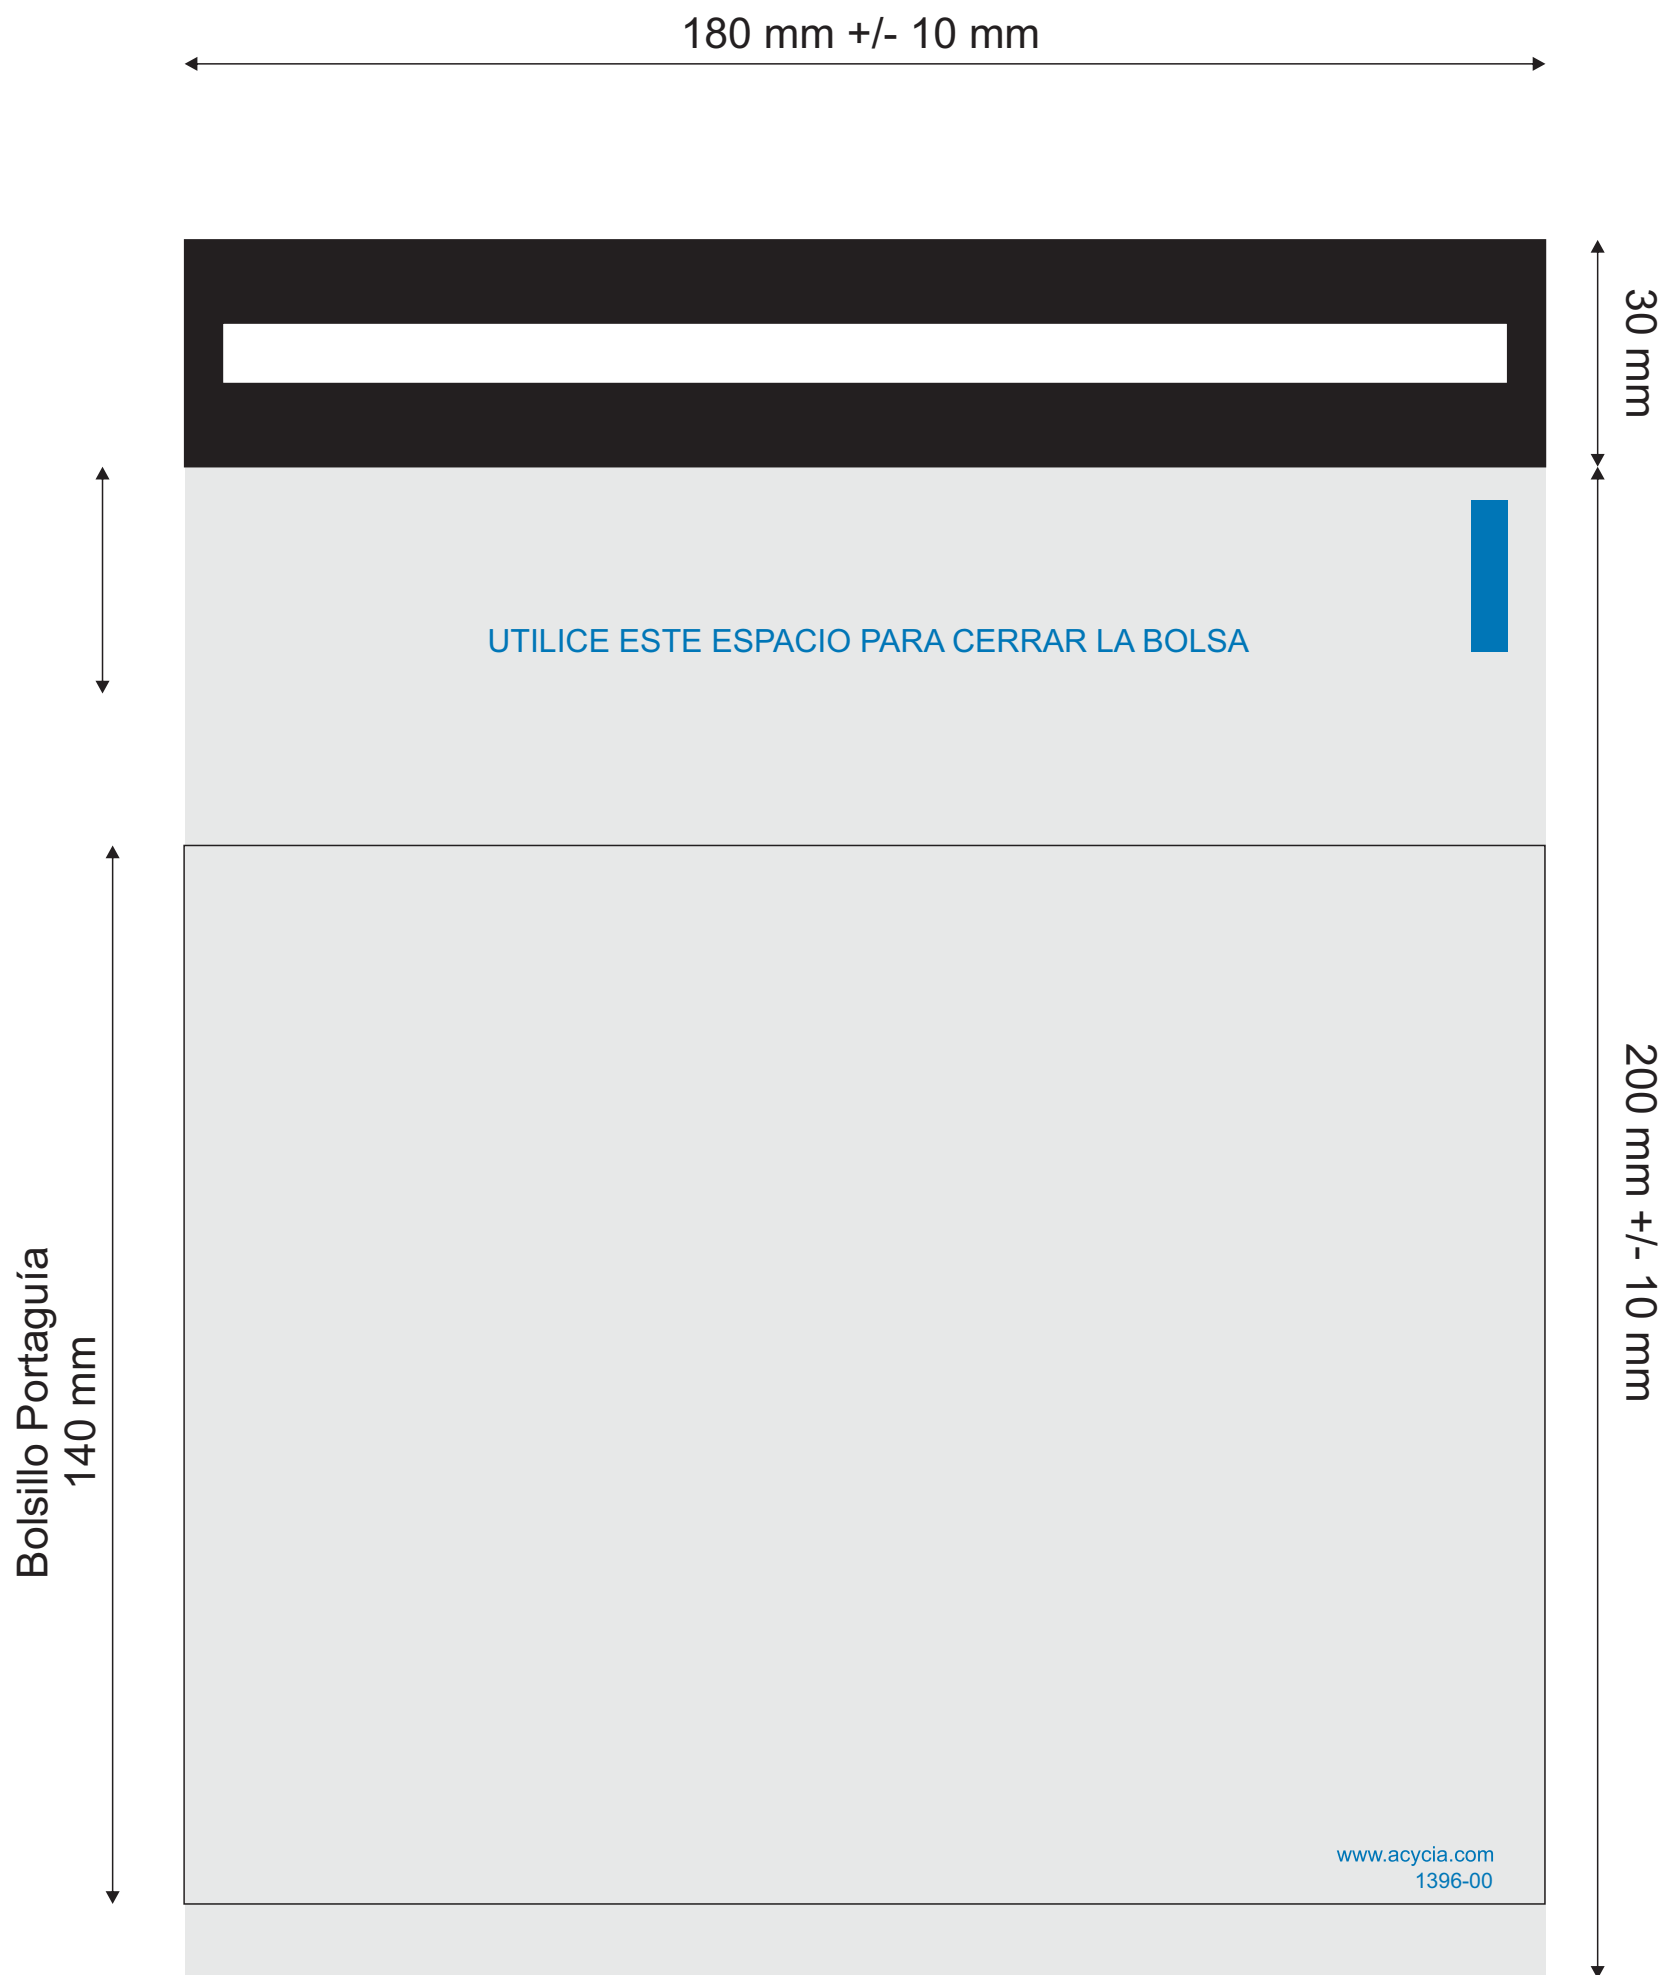 180 mm +/- 10 mm
30 mm
UTILICE ESTE ESPACIO PARA CERRAR LA BOLSA
200 mm +/- 10 mm
Bolsillo Portaguía
140 mm
www.acycia.com
1396-00